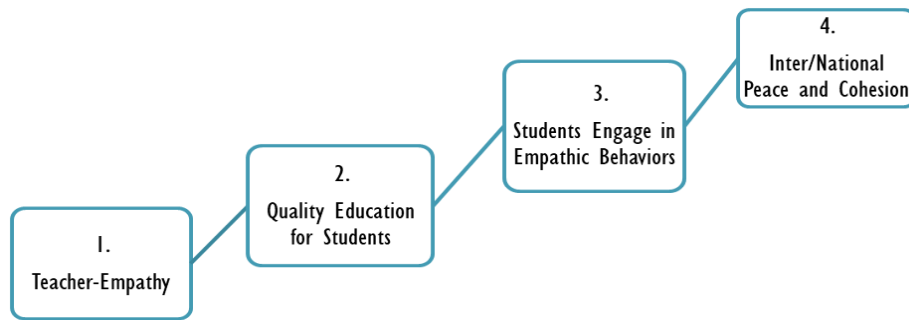 1.
Teacher-Empathy
2.
Quality Education
for Students
3.
Students Engage in
Empathic Behaviors
4.
Inter/National
Peace and Cohesion